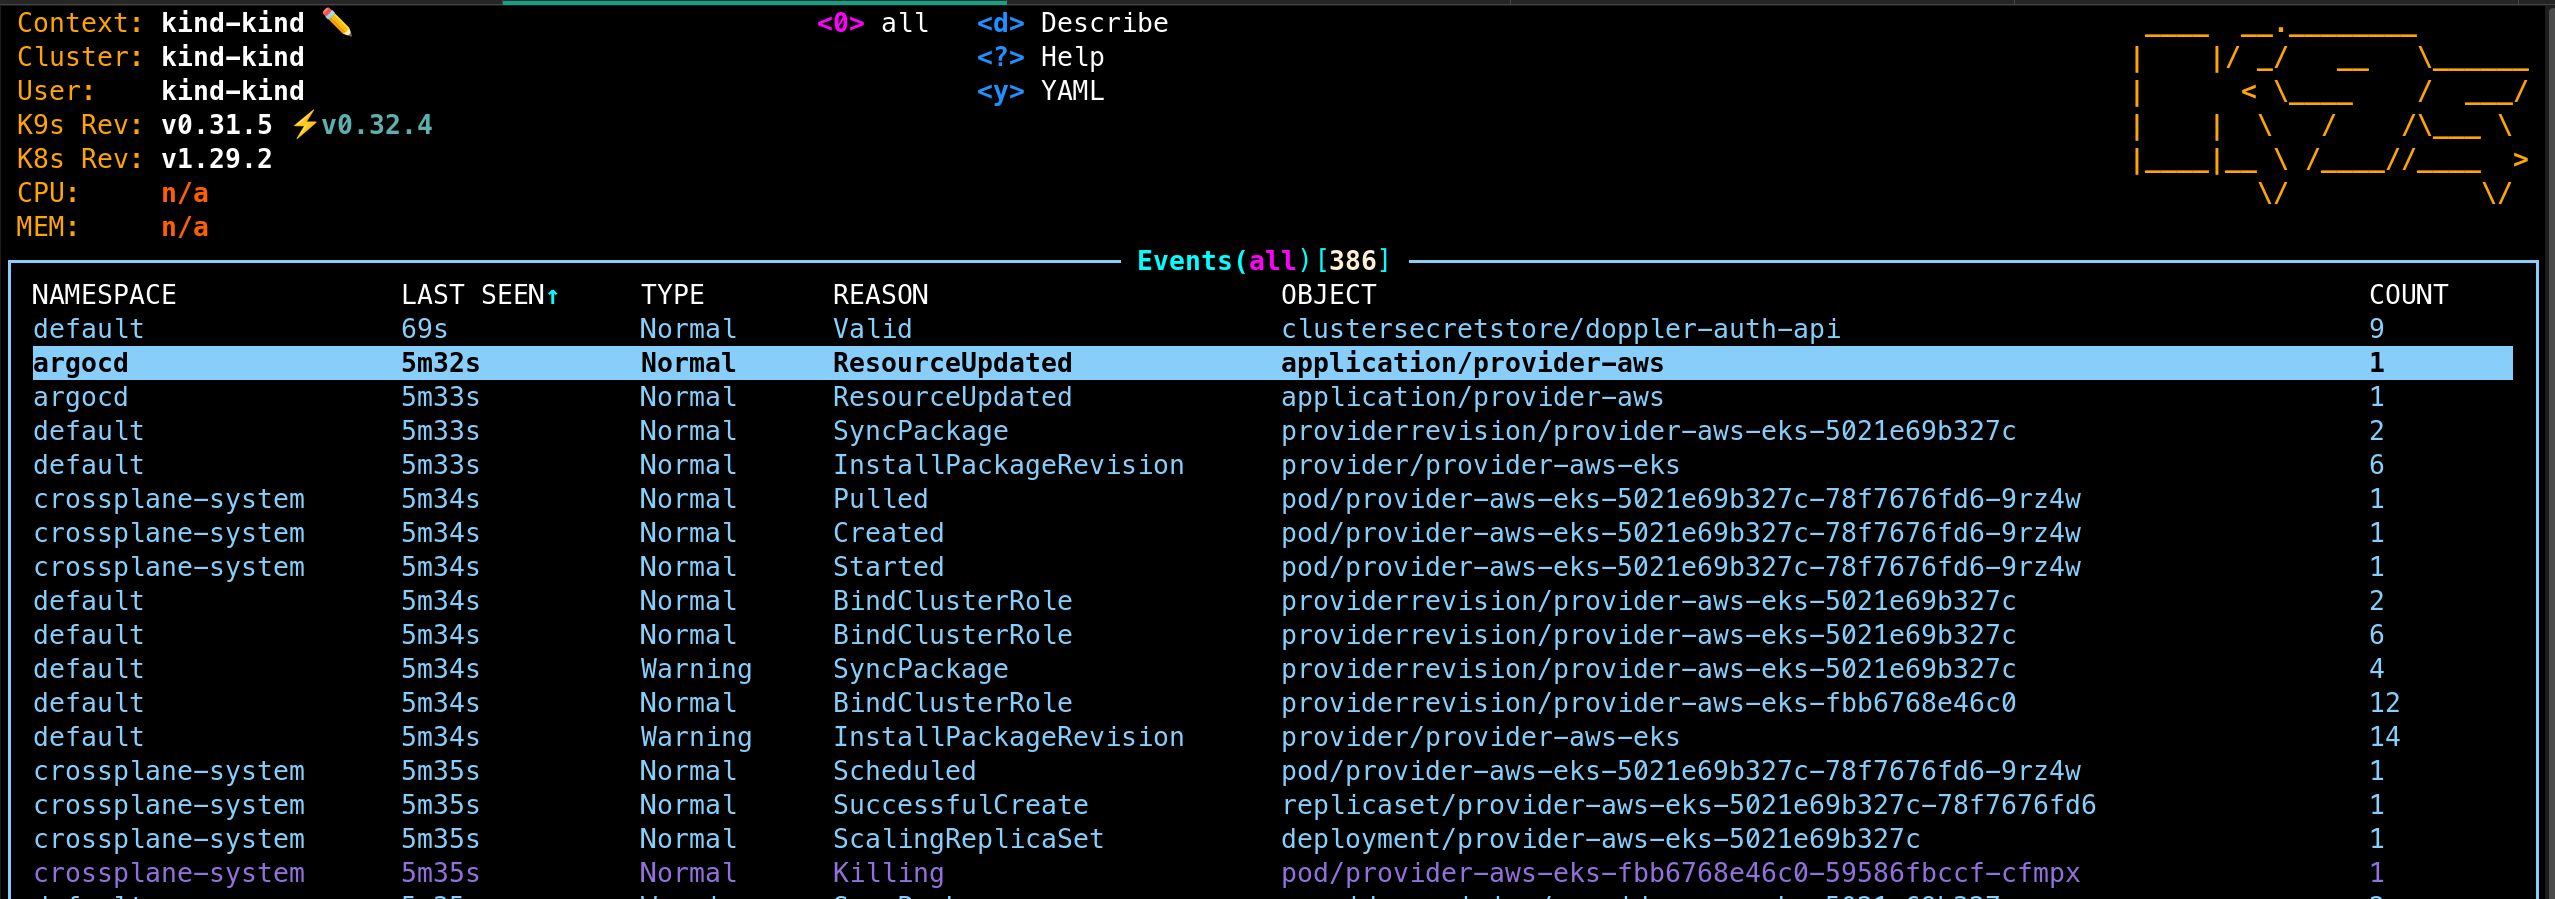 Context: kind-kind ✏️ <0> all <d> Describe
Cluster: kind-kind <?> Help
User: kind-kind <y> YAML
K9s Rev: v0.31.5 ⚡v0.32.4
K8s Rev: v1.29.2
CPU: n/a
MEM: n/a
Events(all)[386]
NAMESPACE LAST SEEN↑ TYPE REASON OBJECT COUNT
default 69s Normal Valid clustersecretstore/doppler-auth-api 9
argocd 5m32s Normal ResourceUpdated application/provider-aws 1
argocd 5m33s Normal ResourceUpdated application/provider-aws 1
default 5m33s Normal SyncPackage providerrevision/provider-aws-eks-5021e69b327c 2
default 5m33s Normal InstallPackageRevision provider/provider-aws-eks 6
crossplane-system 5m34s Normal Pulled pod/provider-aws-eks-5021e69b327c-78f7676fd6-9rz4w 1
crossplane-system 5m34s Normal Created pod/provider-aws-eks-5021e69b327c-78f7676fd6-9rz4w 1
crossplane-system 5m34s Normal Started pod/provider-aws-eks-5021e69b327c-78f7676fd6-9rz4w 1
default 5m34s Normal BindClusterRole providerrevision/provider-aws-eks-5021e69b327c 2
default 5m34s Normal BindClusterRole providerrevision/provider-aws-eks-5021e69b327c 6
default 5m34s Warning SyncPackage providerrevision/provider-aws-eks-5021e69b327c 4
default 5m34s Normal BindClusterRole providerrevision/provider-aws-eks-fbb6768e46c0 12
default 5m34s Warning InstallPackageRevision provider/provider-aws-eks 14
crossplane-system 5m35s Normal Scheduled pod/provider-aws-eks-5021e69b327c-78f7676fd6-9rz4w 1
crossplane-system 5m35s Normal SuccessfulCreate replicaset/provider-aws-eks-5021e69b327c-78f7676fd6 1
crossplane-system 5m35s Normal ScalingReplicaSet deployment/provider-aws-eks-5021e69b327c 1
crossplane-system 5m35s Normal Killing pod/provider-aws-eks-fbb6768e46c0-59586fbccf-cfmpx 1